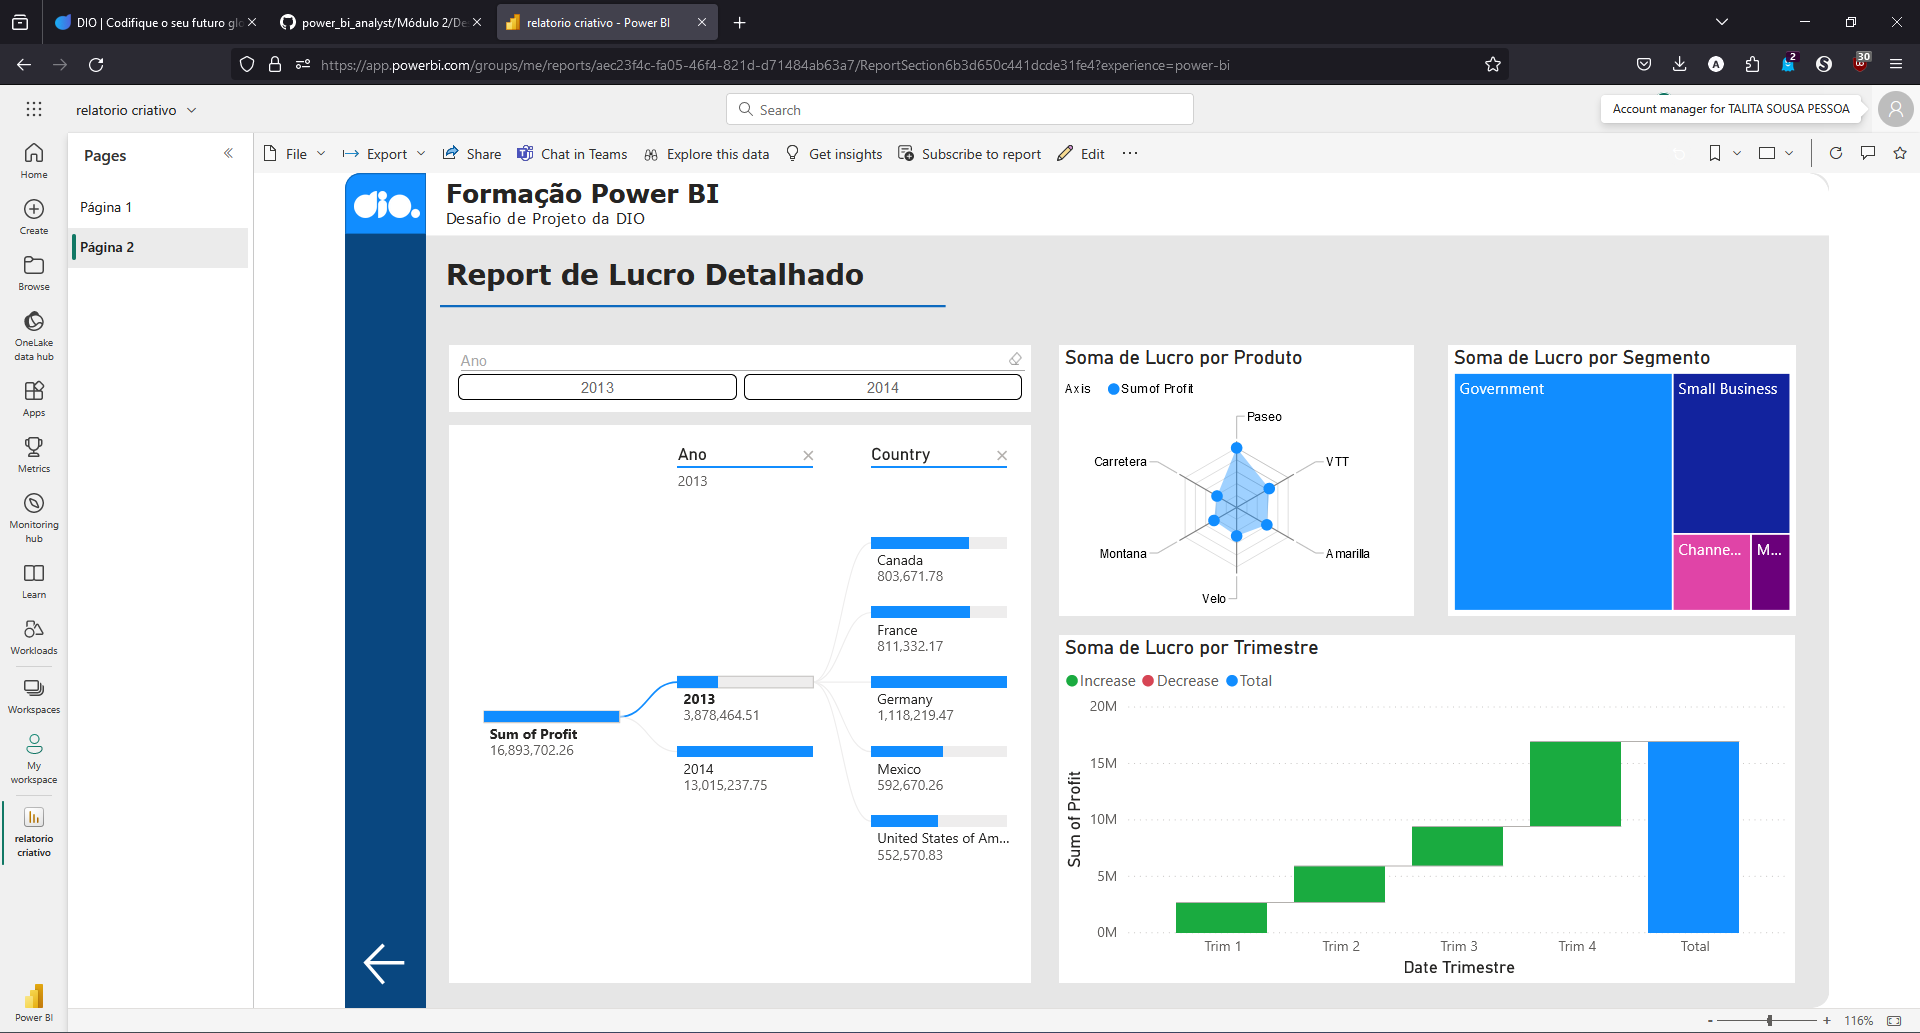 DIO | Codifique o seu futuro glo
power_bi_analyst/Módulo 2/De
relatorio criativo - Power BI
https://app.powerbi.com/groups/me/reports/aec23f4c-fa05-46f4-821d-d71484ab63a7/ReportSection6b3d650c441dcde31fe4?experience=power-bi
2
30
relatorio criativo
Search
Account manager for TALITA SOUSA PESSOA
Home
Create
Browse
OneLake
data hub
Apps
Metrics
Monitoring
hub
Learn
Workloads
Workspaces
My
workspace
relatorio
criativo
Power BI
Pages
Página 1
Página 2
File
Export
Share
Chat in Teams
Explore this data
Get insights
Subscribe to report
Edit
dio.
Formação Power BI
Desafio de Projeto da DIO
Report de Lucro Detalhado
Ano
2013
2014
Ano
2013
Country
Sum of Profit
16,893,702.26
2013
3,878,464.51
2014
13,015,237.75
Canada
803,671.78
France
811,332.17
Germany
1,118,219.47
Mexico
592,670.26
United States of Am...
552,570.83
Soma de Lucro por Produto
Axis
Sum of Profit
Paseo
VTT
Amarilla
Velo
Montana
Carretera
Soma de Lucro por Segmento
Government
Small Business
Channe...
M...
Soma de Lucro por Trimestre
Increase
Decrease
Total
Sum of Profit
20M
15M
10M
5M
0M
Trim 1
Trim 2
Trim 3
Trim 4
Total
Date Trimestre
- + 116%